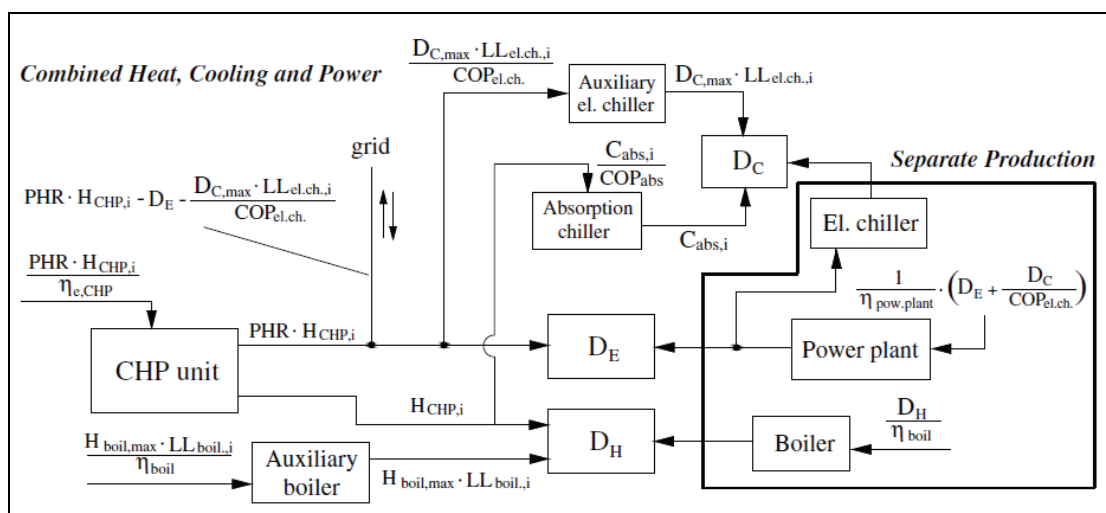 Combined Heat, Cooling and Power
D_C,max · LL_el.ch.,i
COP_el.ch.
Auxiliary
el. chiller
D_C,max · LL_el.ch.,i
grid
C_abs,i
COP_abs
D_C
Separate Production
PHR · H_CHP,i - D_E - D_C,max · LL_el.ch.,i
COP_el.ch.
Absorption
chiller
C_abs,i
El. chiller
PHR · H_CHP,i
η_e,CHP
1
η_pow.plant
· (D_E + D_C
COP_el.ch.
)
PHR · H_CHP,i
CHP unit
D_E
Power plant
H_CHP,i
D_H
η_boil
H_boil,max · LL_boil.,i
η_boil
Auxiliary
boiler
H_boil,max · LL_boil.,i
D_H
Boiler